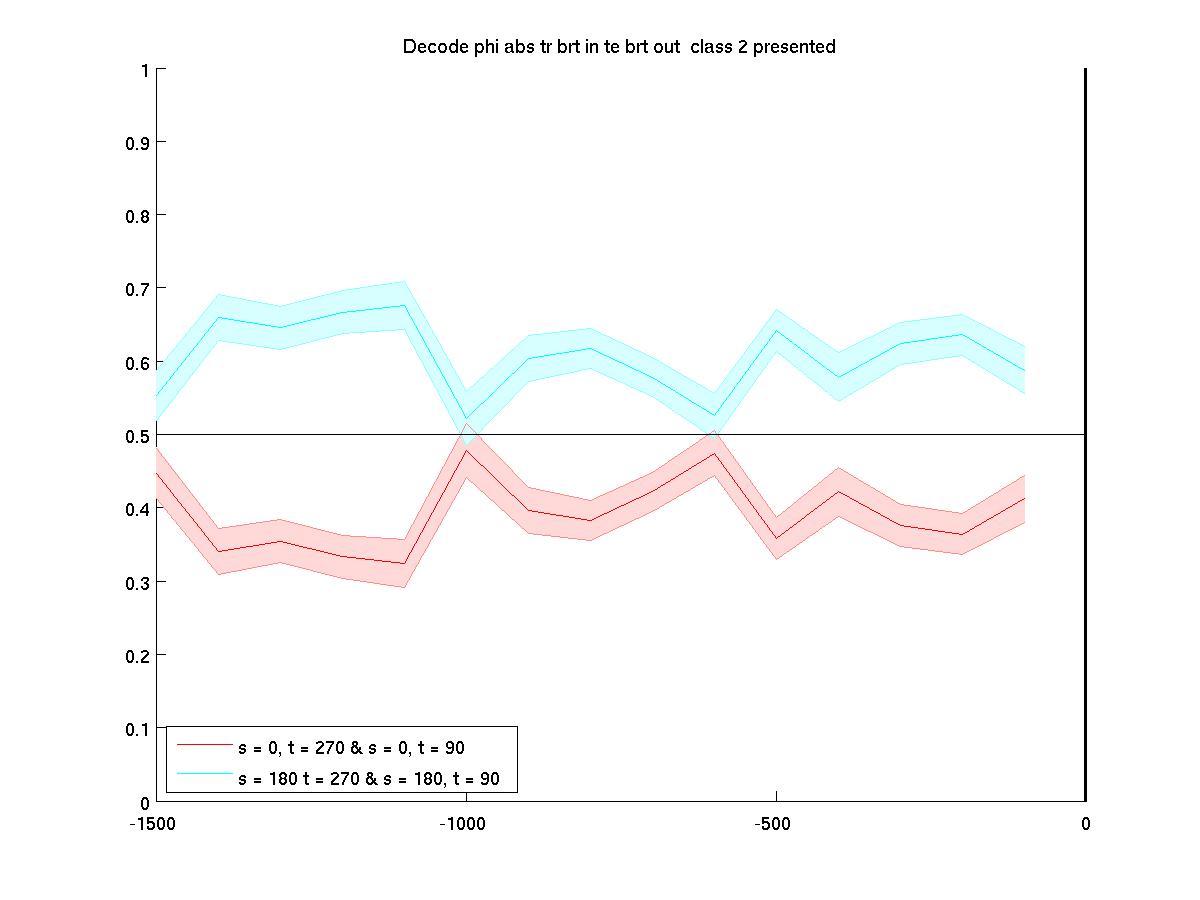 Decode phi abs tr brt in te brt out  class 2 presented
1
0.9
0.8
0.7
0.6
0.5
0.4
0.3
0.2
0.1
0
s = 0, t = 270 & s = 0, t = 90
s = 180 t = 270 & s = 180, t = 90
-1500 -1000 -500 0